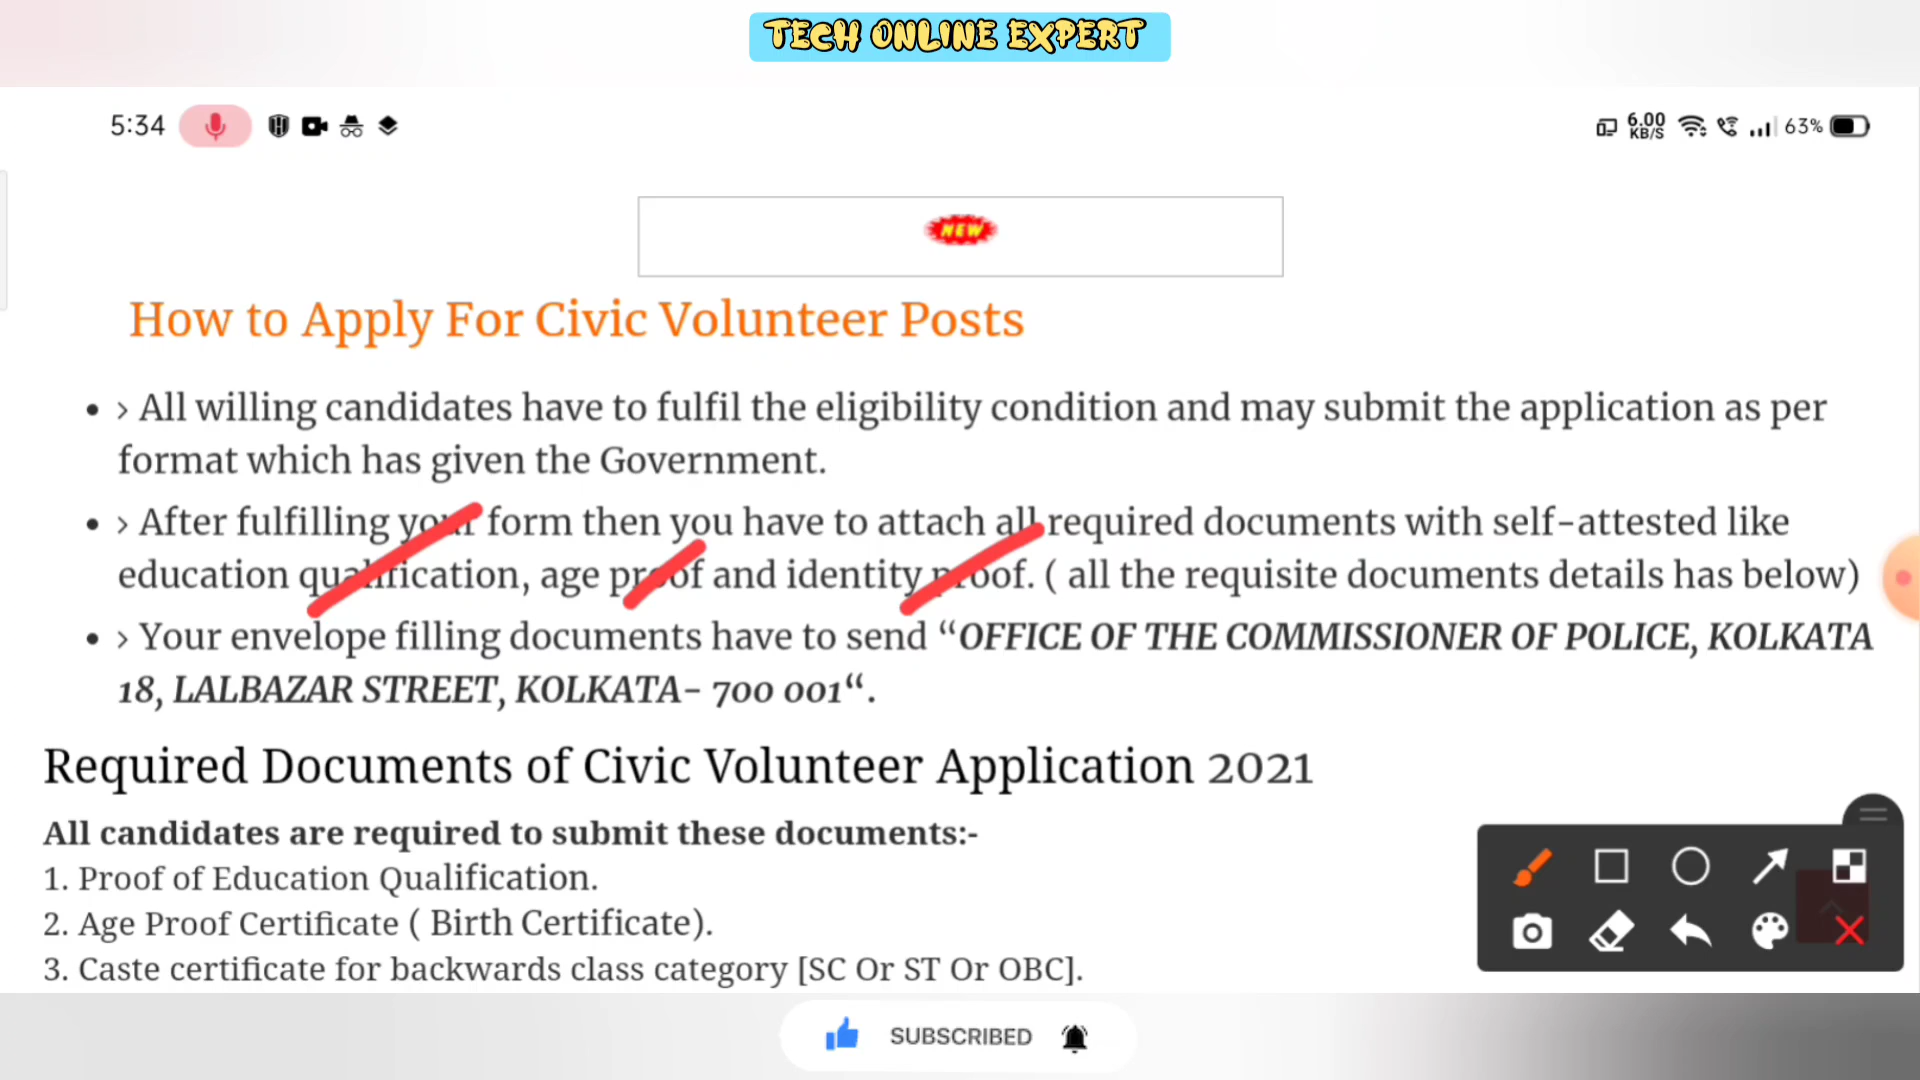 TECH ONLINE EXPERT
5:34
6.00
KB/S
63%
NEW
How to Apply For Civic Volunteer Posts
› All willing candidates have to fulfil the eligibility condition and may submit the application as per
format which has given the Government.
› After fulfilling your form then you have to attach all required documents with self-attested like
education qualification, age proof and identity proof. ( all the requisite documents details has below)
› Your envelope filling documents have to send “OFFICE OF THE COMMISSIONER OF POLICE, KOLKATA
18, LALBAZAR STREET, KOLKATA- 700 001“.
Required Documents of Civic Volunteer Application 2021
All candidates are required to submit these documents:-
1. Proof of Education Qualification.
2. Age Proof Certificate ( Birth Certificate).
3. Caste certificate for backwards class category [SC Or ST Or OBC].
SUBSCRIBED